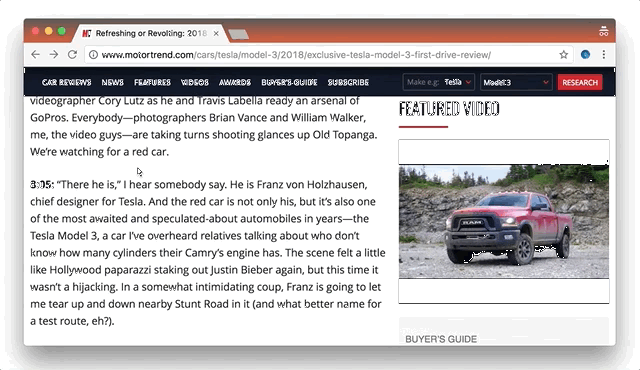 Refreshing or Revolting: 2018
www.motortrend.com/cars/tesla/model-3/2018/exclusive-tesla-model-3-first-drive-review/
CAR REVIEWS NEWS FEATURES VIDEOS AWARDS BUYER'S GUIDE SUBSCRIBE Make e.g: Tesla Model 3 RESEARCH
videographer Cory Lutz as he and Travis Labella ready an arsenal of
GoPros. Everybody—photographers Brian Vance and William Walker,
me, the video guys—are taking turns shooting glances up Old Topanga.
We're watching for a red car.
3:05: “There he is,” I hear somebody say. He is Franz von Holzhausen,
chief designer for Tesla. And the red car is not only his, but it's also one
of the most awaited and speculated-about automobiles in years—the
Tesla Model 3, a car I've overheard relatives talking about who don't
know how many cylinders their Camry's engine has. The scene felt a little
like Hollywood paparazzi staking out Justin Bieber again, but this time it
wasn't a hijacking. In a somewhat intimidating coup, Franz is going to let
me tear up and down nearby Stunt Road in it (and what better name for
a test route, eh?).
FEATURED VIDEO
BUYER'S GUIDE